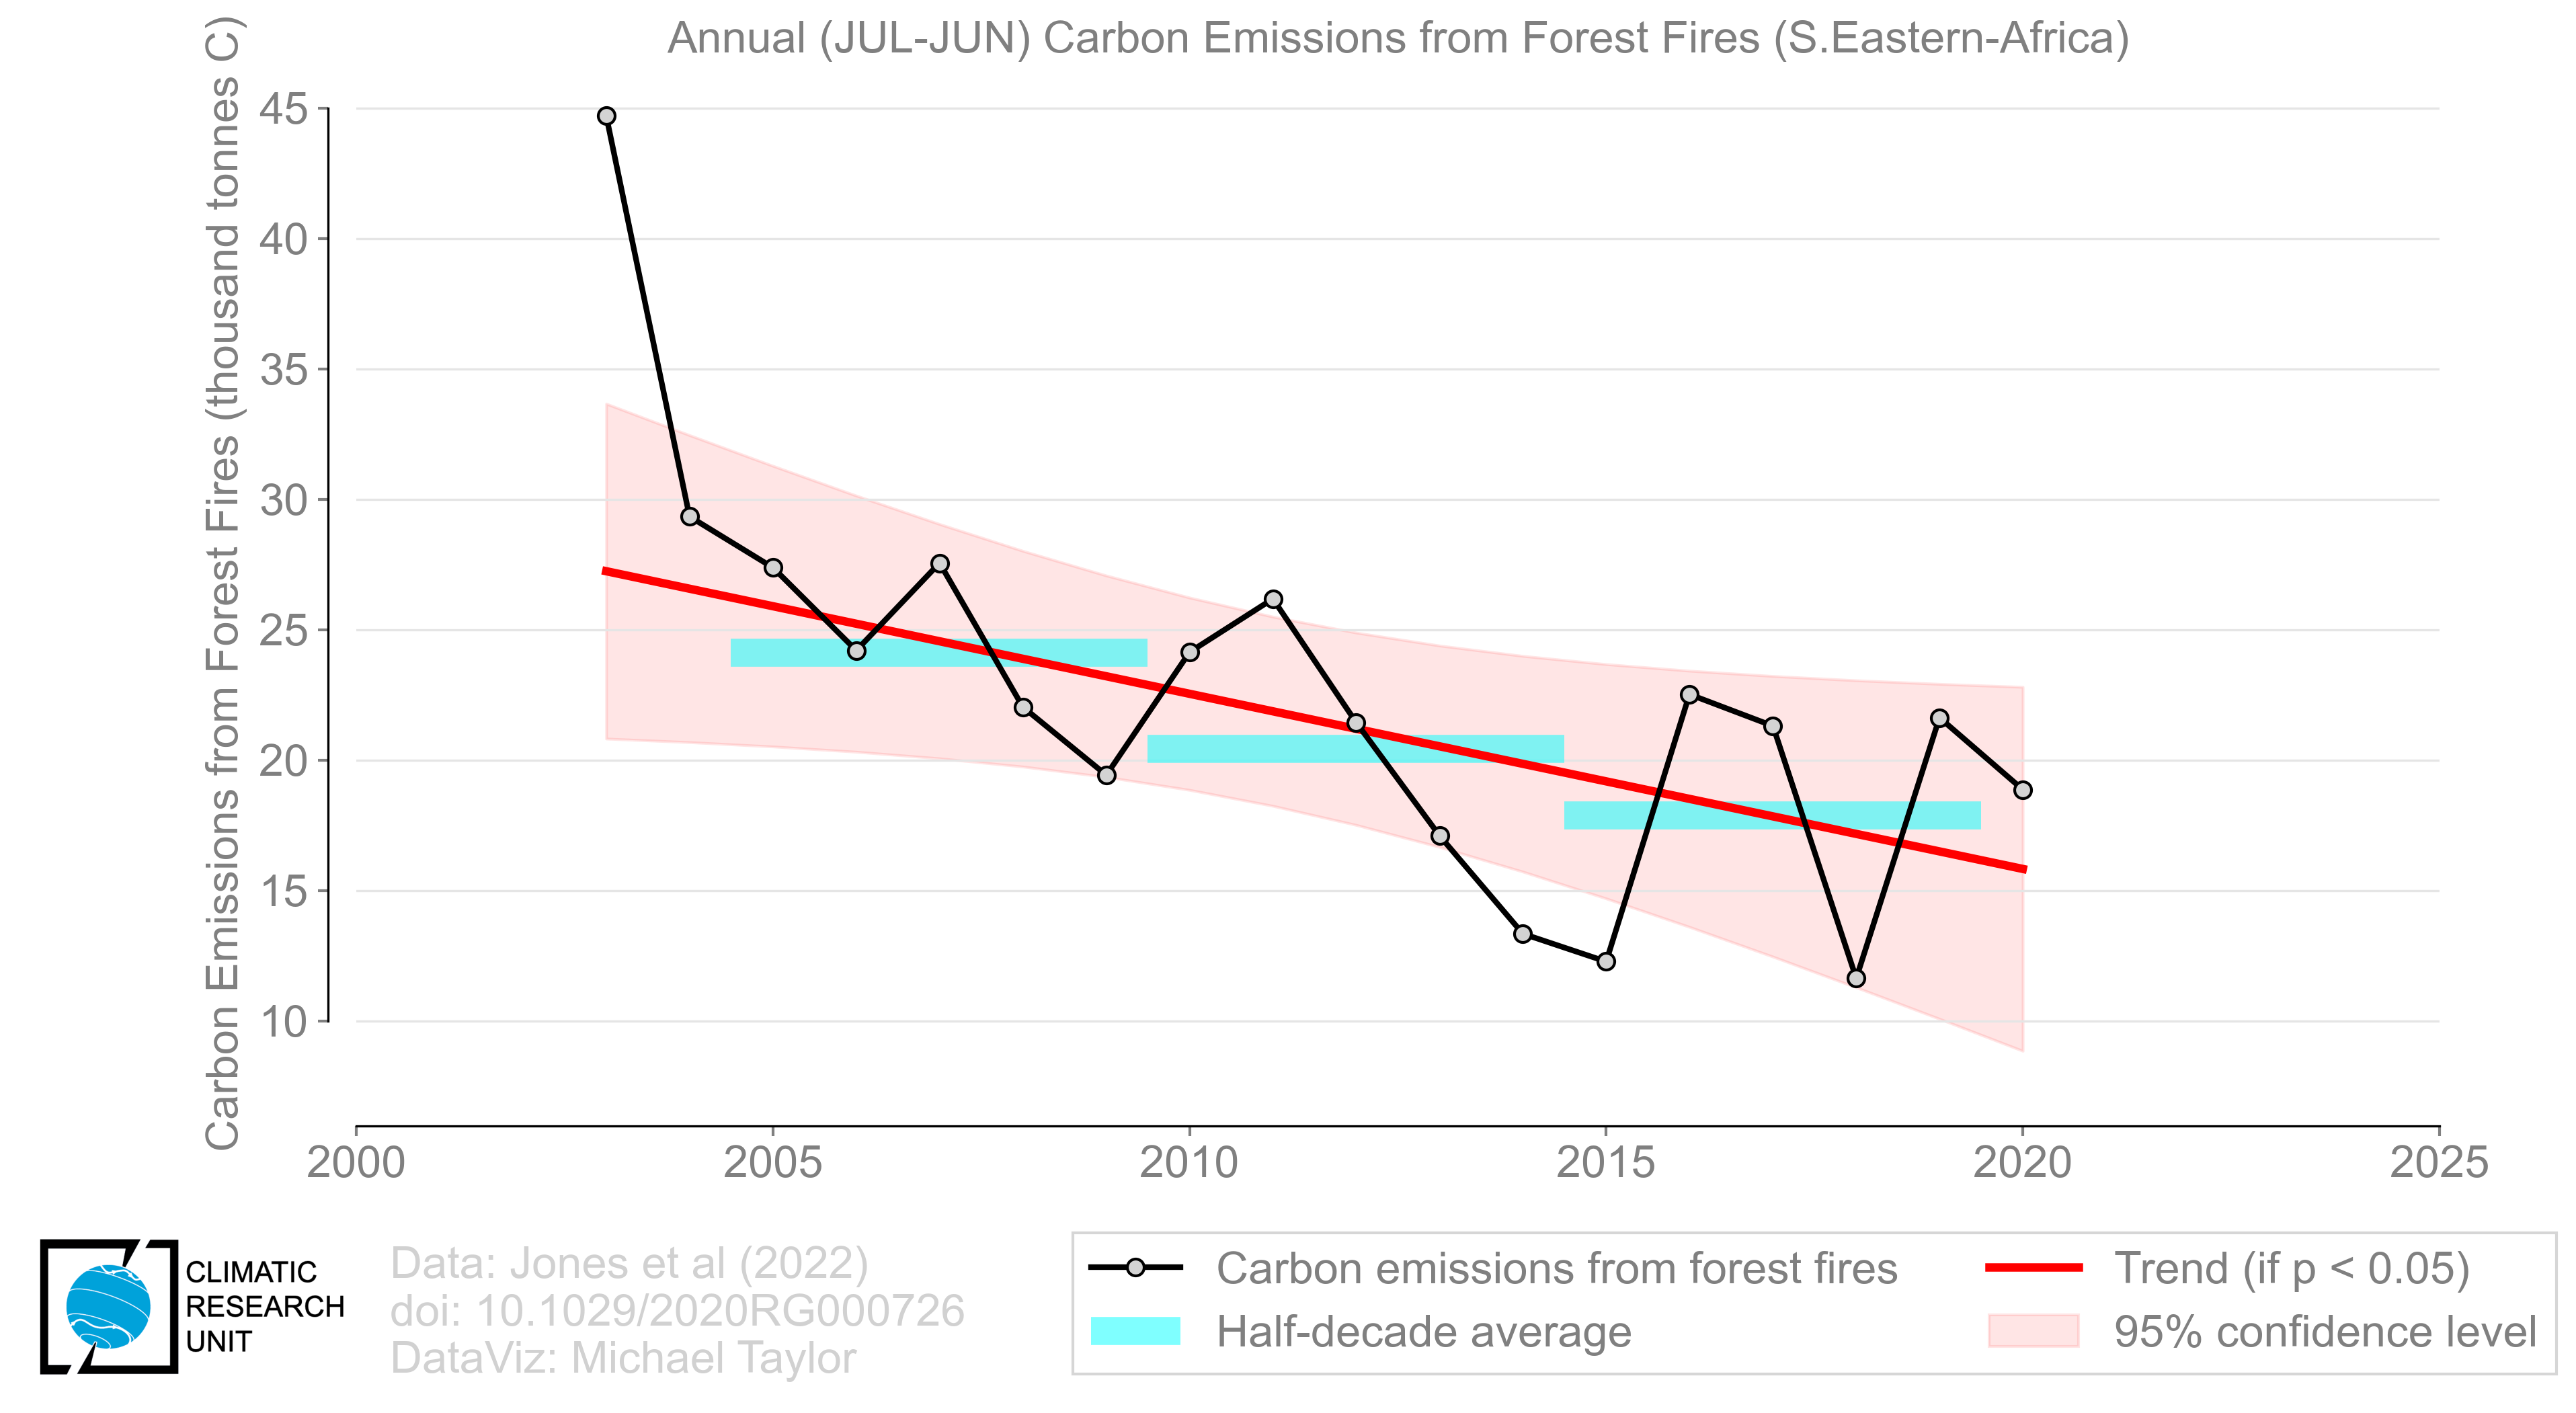 Annual (JUL-JUN) Carbon Emissions from Forest Fires (S.Eastern-Africa)
Carbon Emissions from Forest Fires (thousand tonnes C)
45
40
35
30
25
20
15
10
2000 2005 2010 2015 2020 2025
CLIMATIC
RESEARCH
UNIT
Data: Jones et al (2022)
doi: 10.1029/2020RG000726
DataViz: Michael Taylor
Carbon emissions from forest fires
Half-decade average
Trend (if p < 0.05)
95% confidence level